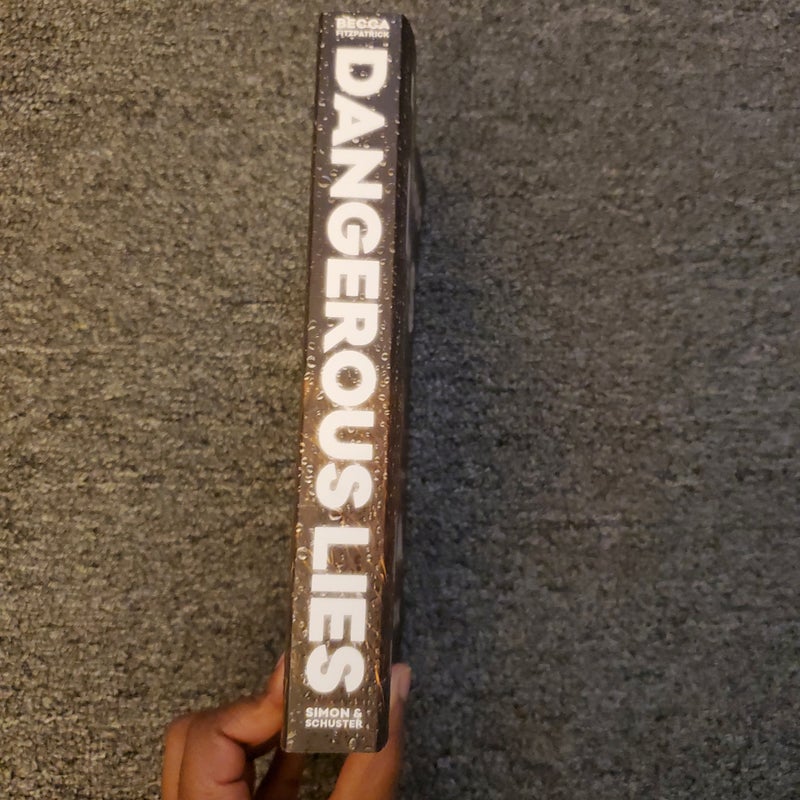 BECCA
FITZPATRICK
DANGEROUS LIES
SIMON &
SCHUSTER